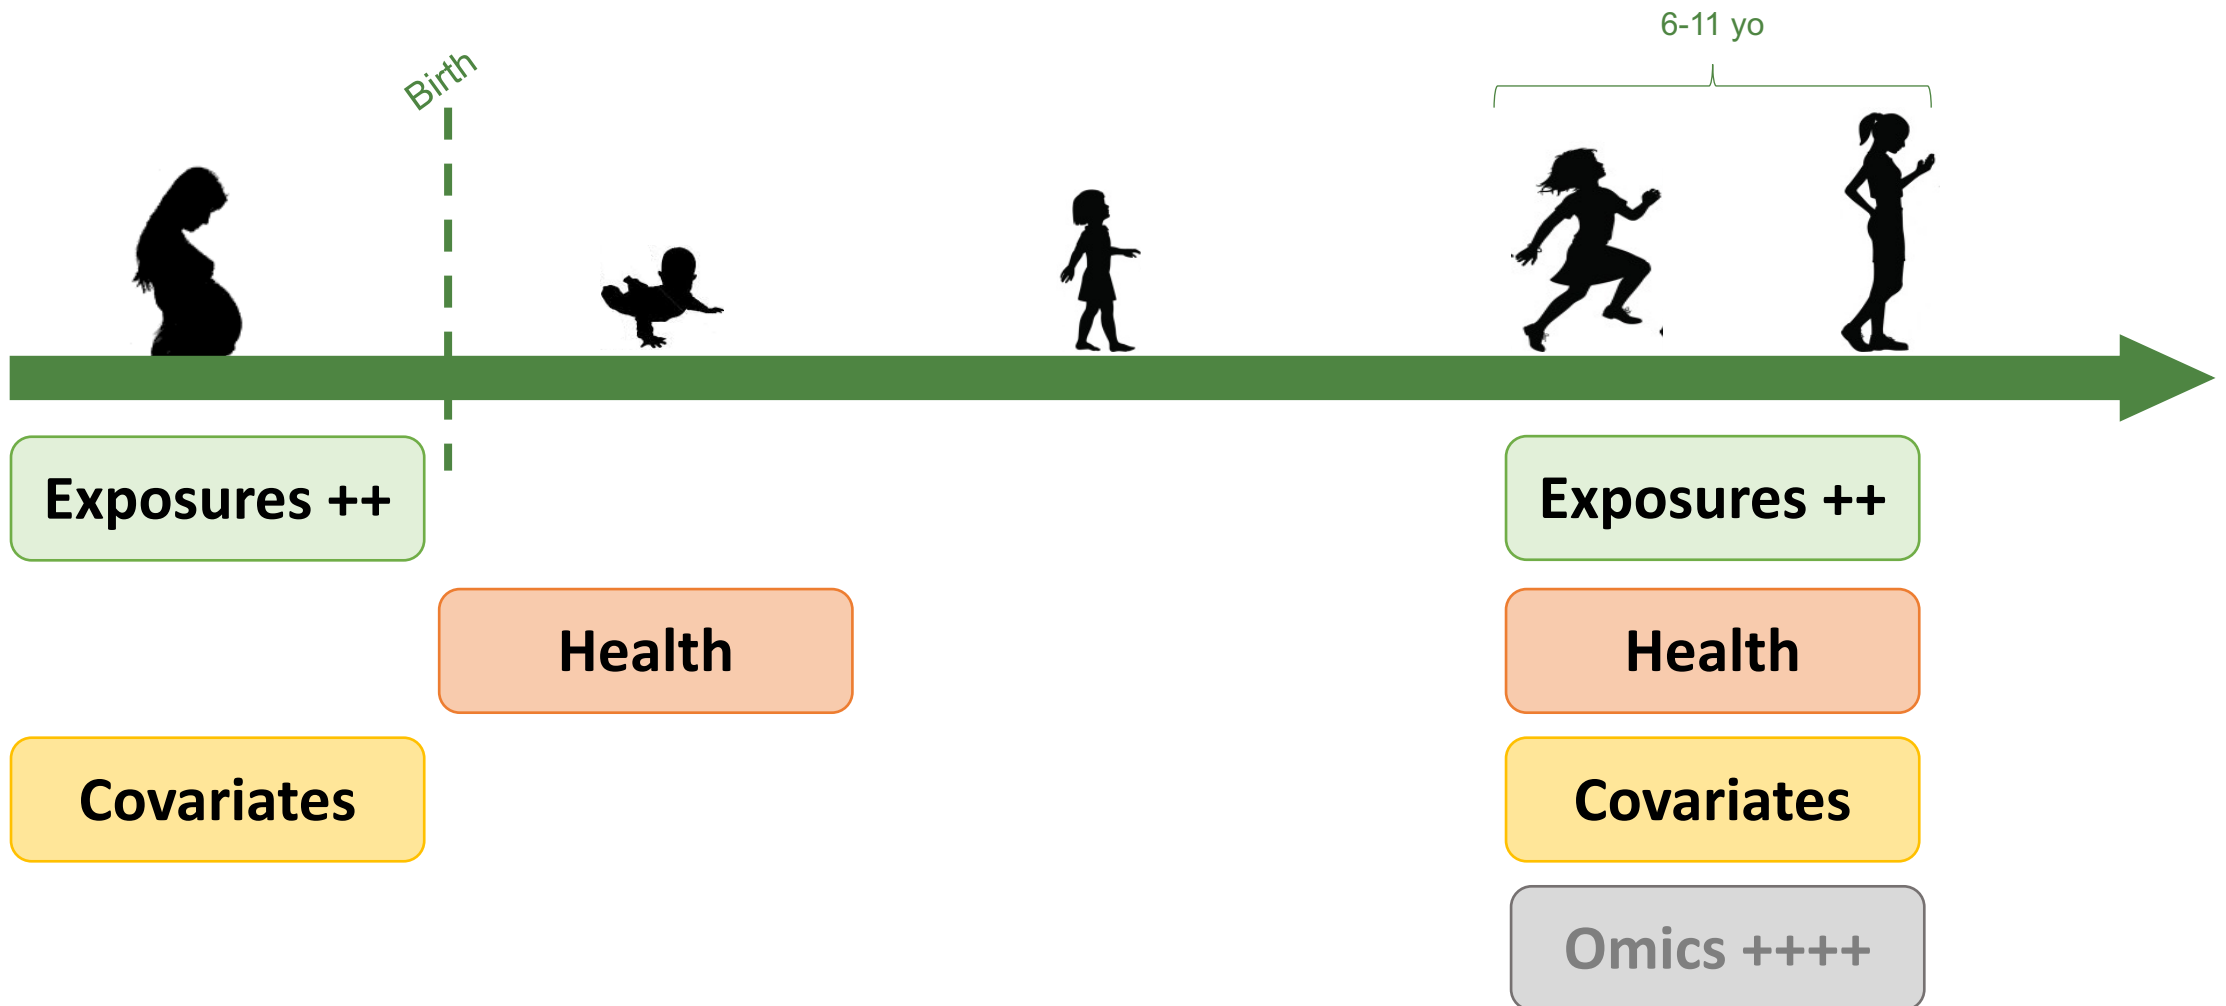 6-11 yo
Birth
Exposures ++
Exposures ++
Health
Health
Covariates
Covariates
Omics ++++